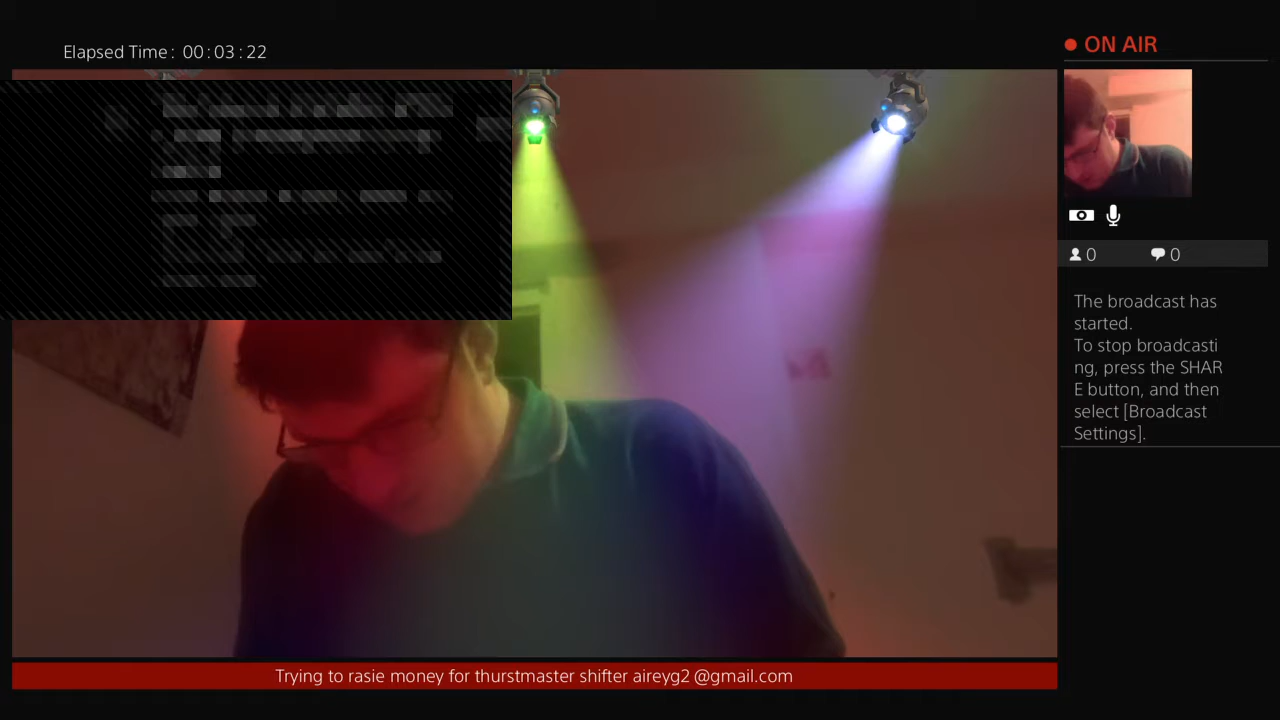 Elapsed Time: 00:03:22
ON AIR
0 0
The broadcast has
started.
To stop broadcasti
ng, press the SHAR
E button, and then
select [Broadcast
Settings].
Trying to rasie money for thurstmaster shifter aireyg2@gmail.com